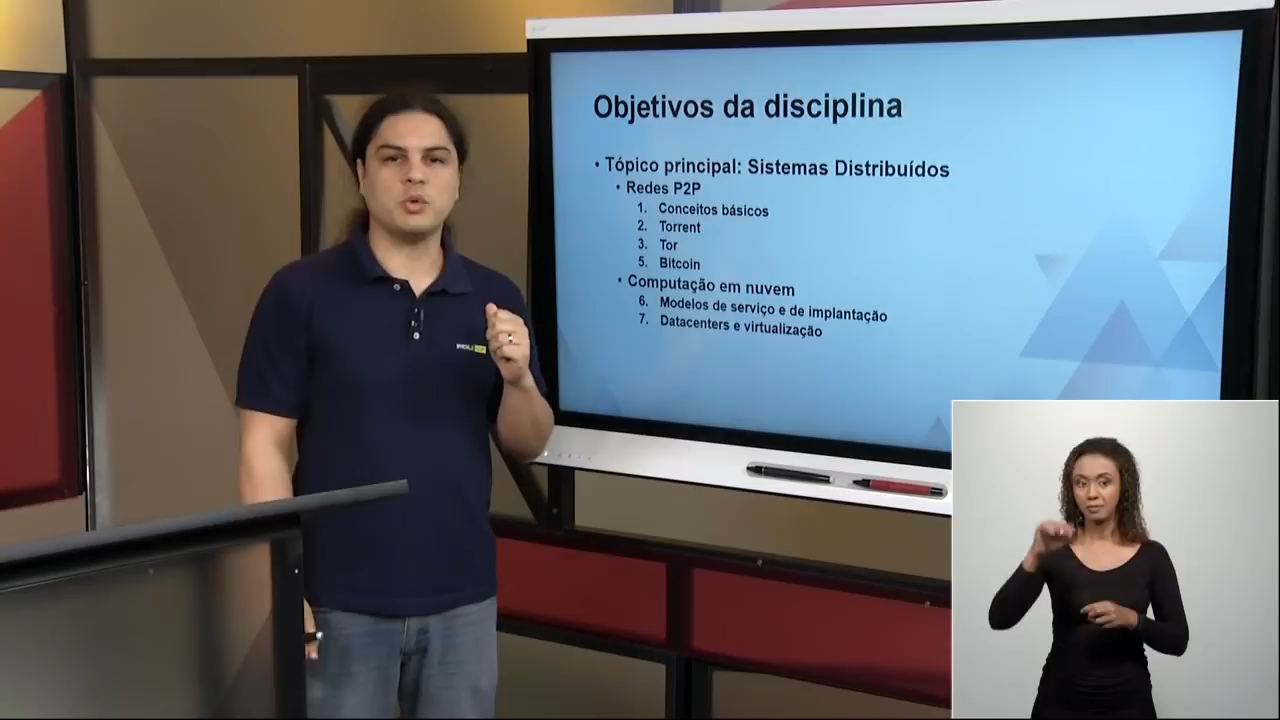 Objetivos da disciplina
• Tópico principal: Sistemas Distribuídos
• Redes P2P
1. Conceitos básicos
2. Torrent
3. Tor
5. Bitcoin
• Computação em nuvem
6. Modelos de serviço e de implantação
7. Datacenters e virtualização